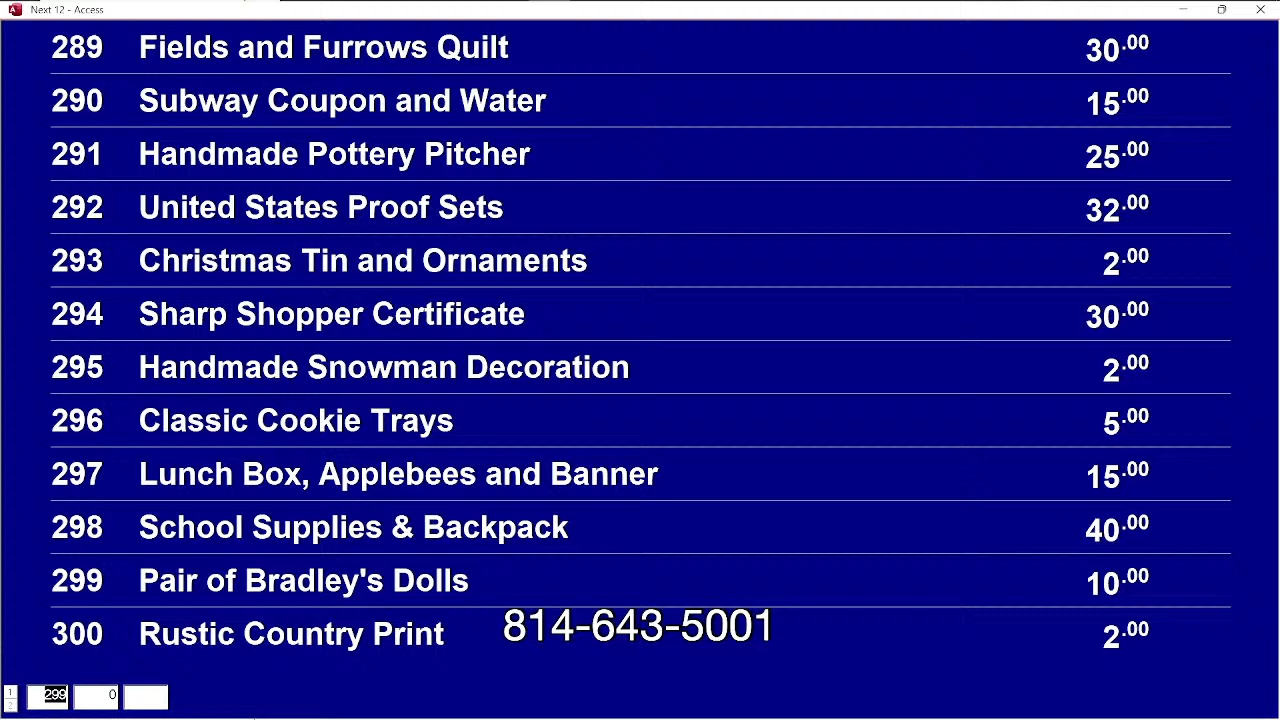 Next 12 - Access
289 Fields and Furrows Quilt 30.00
290 Subway Coupon and Water 15.00
291 Handmade Pottery Pitcher 25.00
292 United States Proof Sets 32.00
293 Christmas Tin and Ornaments 2.00
294 Sharp Shopper Certificate 30.00
295 Handmade Snowman Decoration 2.00
296 Classic Cookie Trays 5.00
297 Lunch Box, Applebees and Banner 15.00
298 School Supplies & Backpack 40.00
299 Pair of Bradley's Dolls 10.00
300 Rustic Country Print 814-643-5001 2.00
1
2
299 0